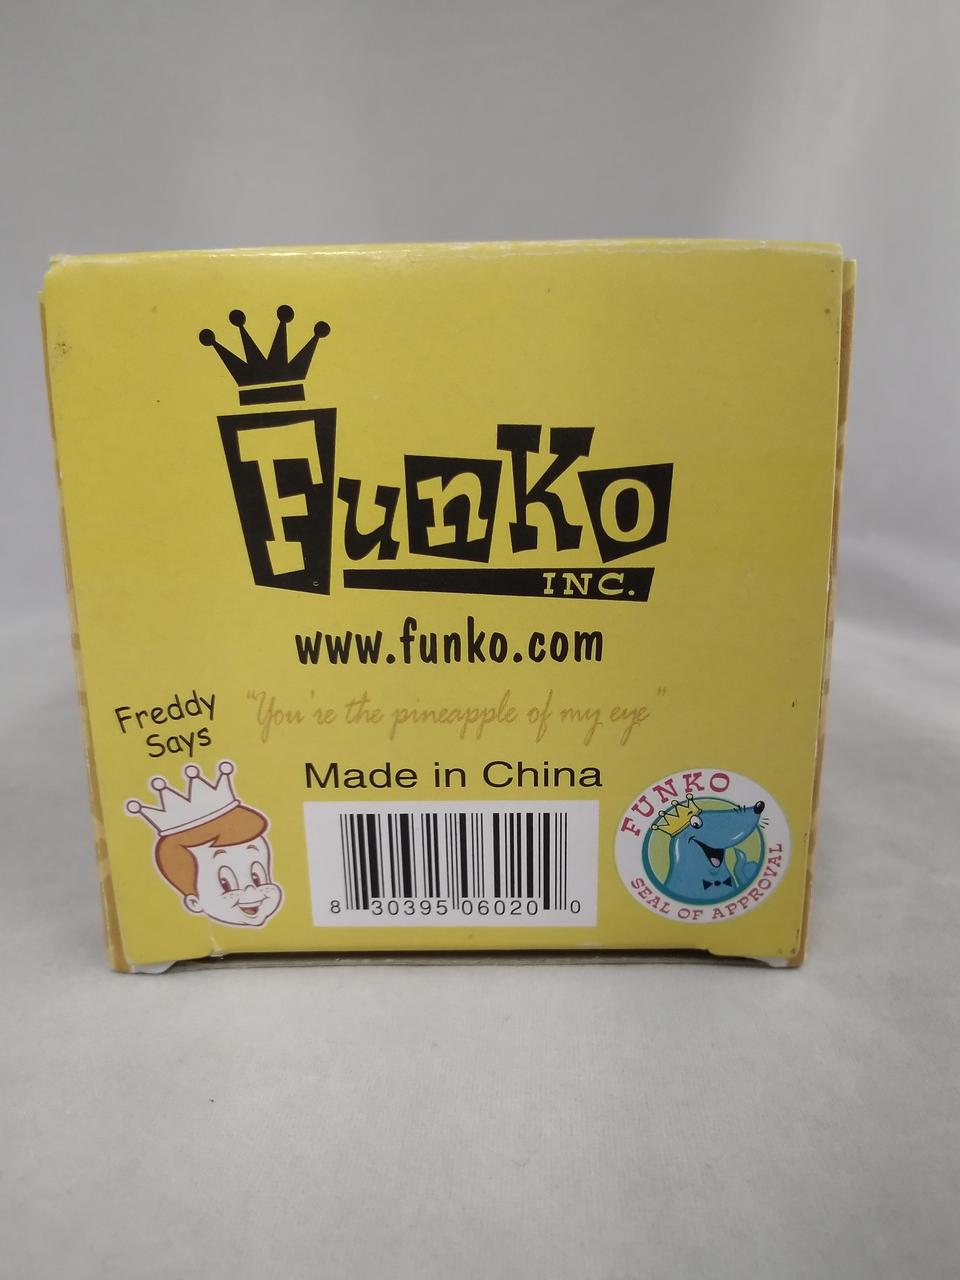 Funko
INC.
www.funko.com
Freddy
Says
"You're the pineapple of my eye"
Made in China
8 30395 06020 0
FUNKO
SEAL OF APPROVAL